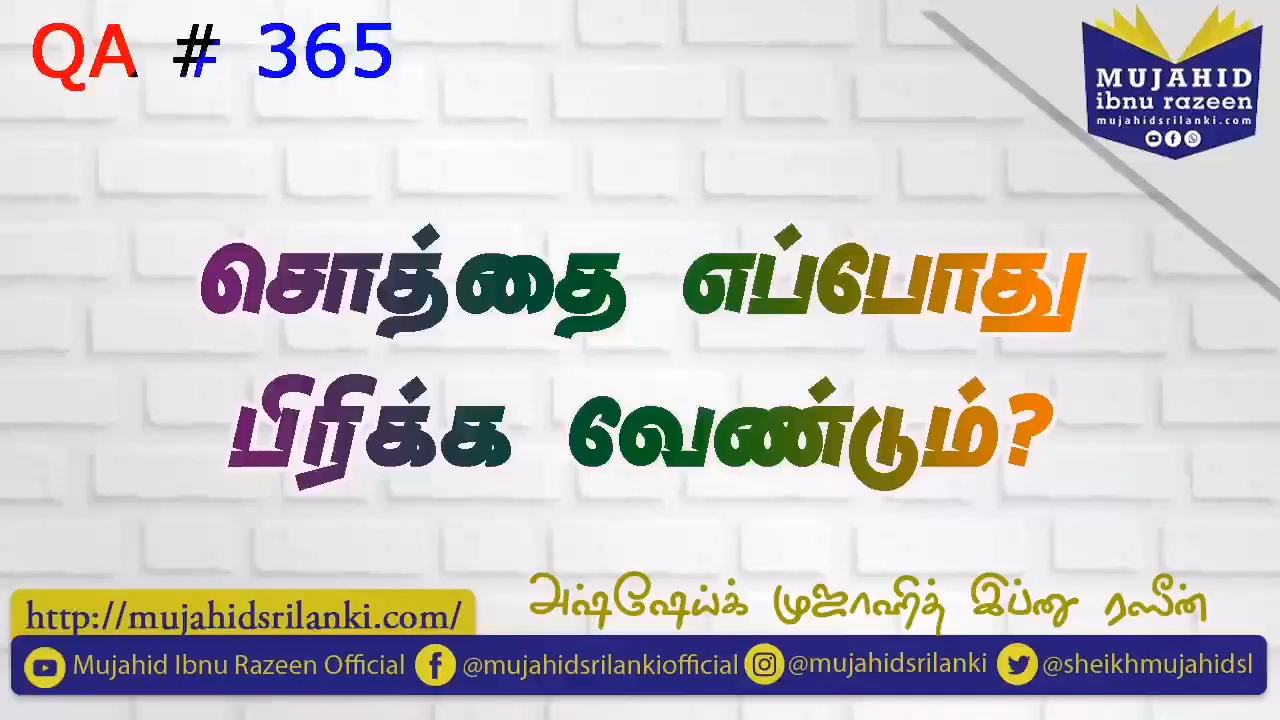 QA # 365
MUJAHID
ibnu razeen
mujahidsrilanki.com
சொத்தை எப்போது
பிரிக்க வேண்டும்?
அஷ்ஷெய்க் முஜாஹித் இப்னு ரஸீன்
http://mujahidsrilanki.com/
Mujahid Ibnu Razeen Official @mujahidsrilankiofficial @mujahidsrilanki @sheikhmujahidsl